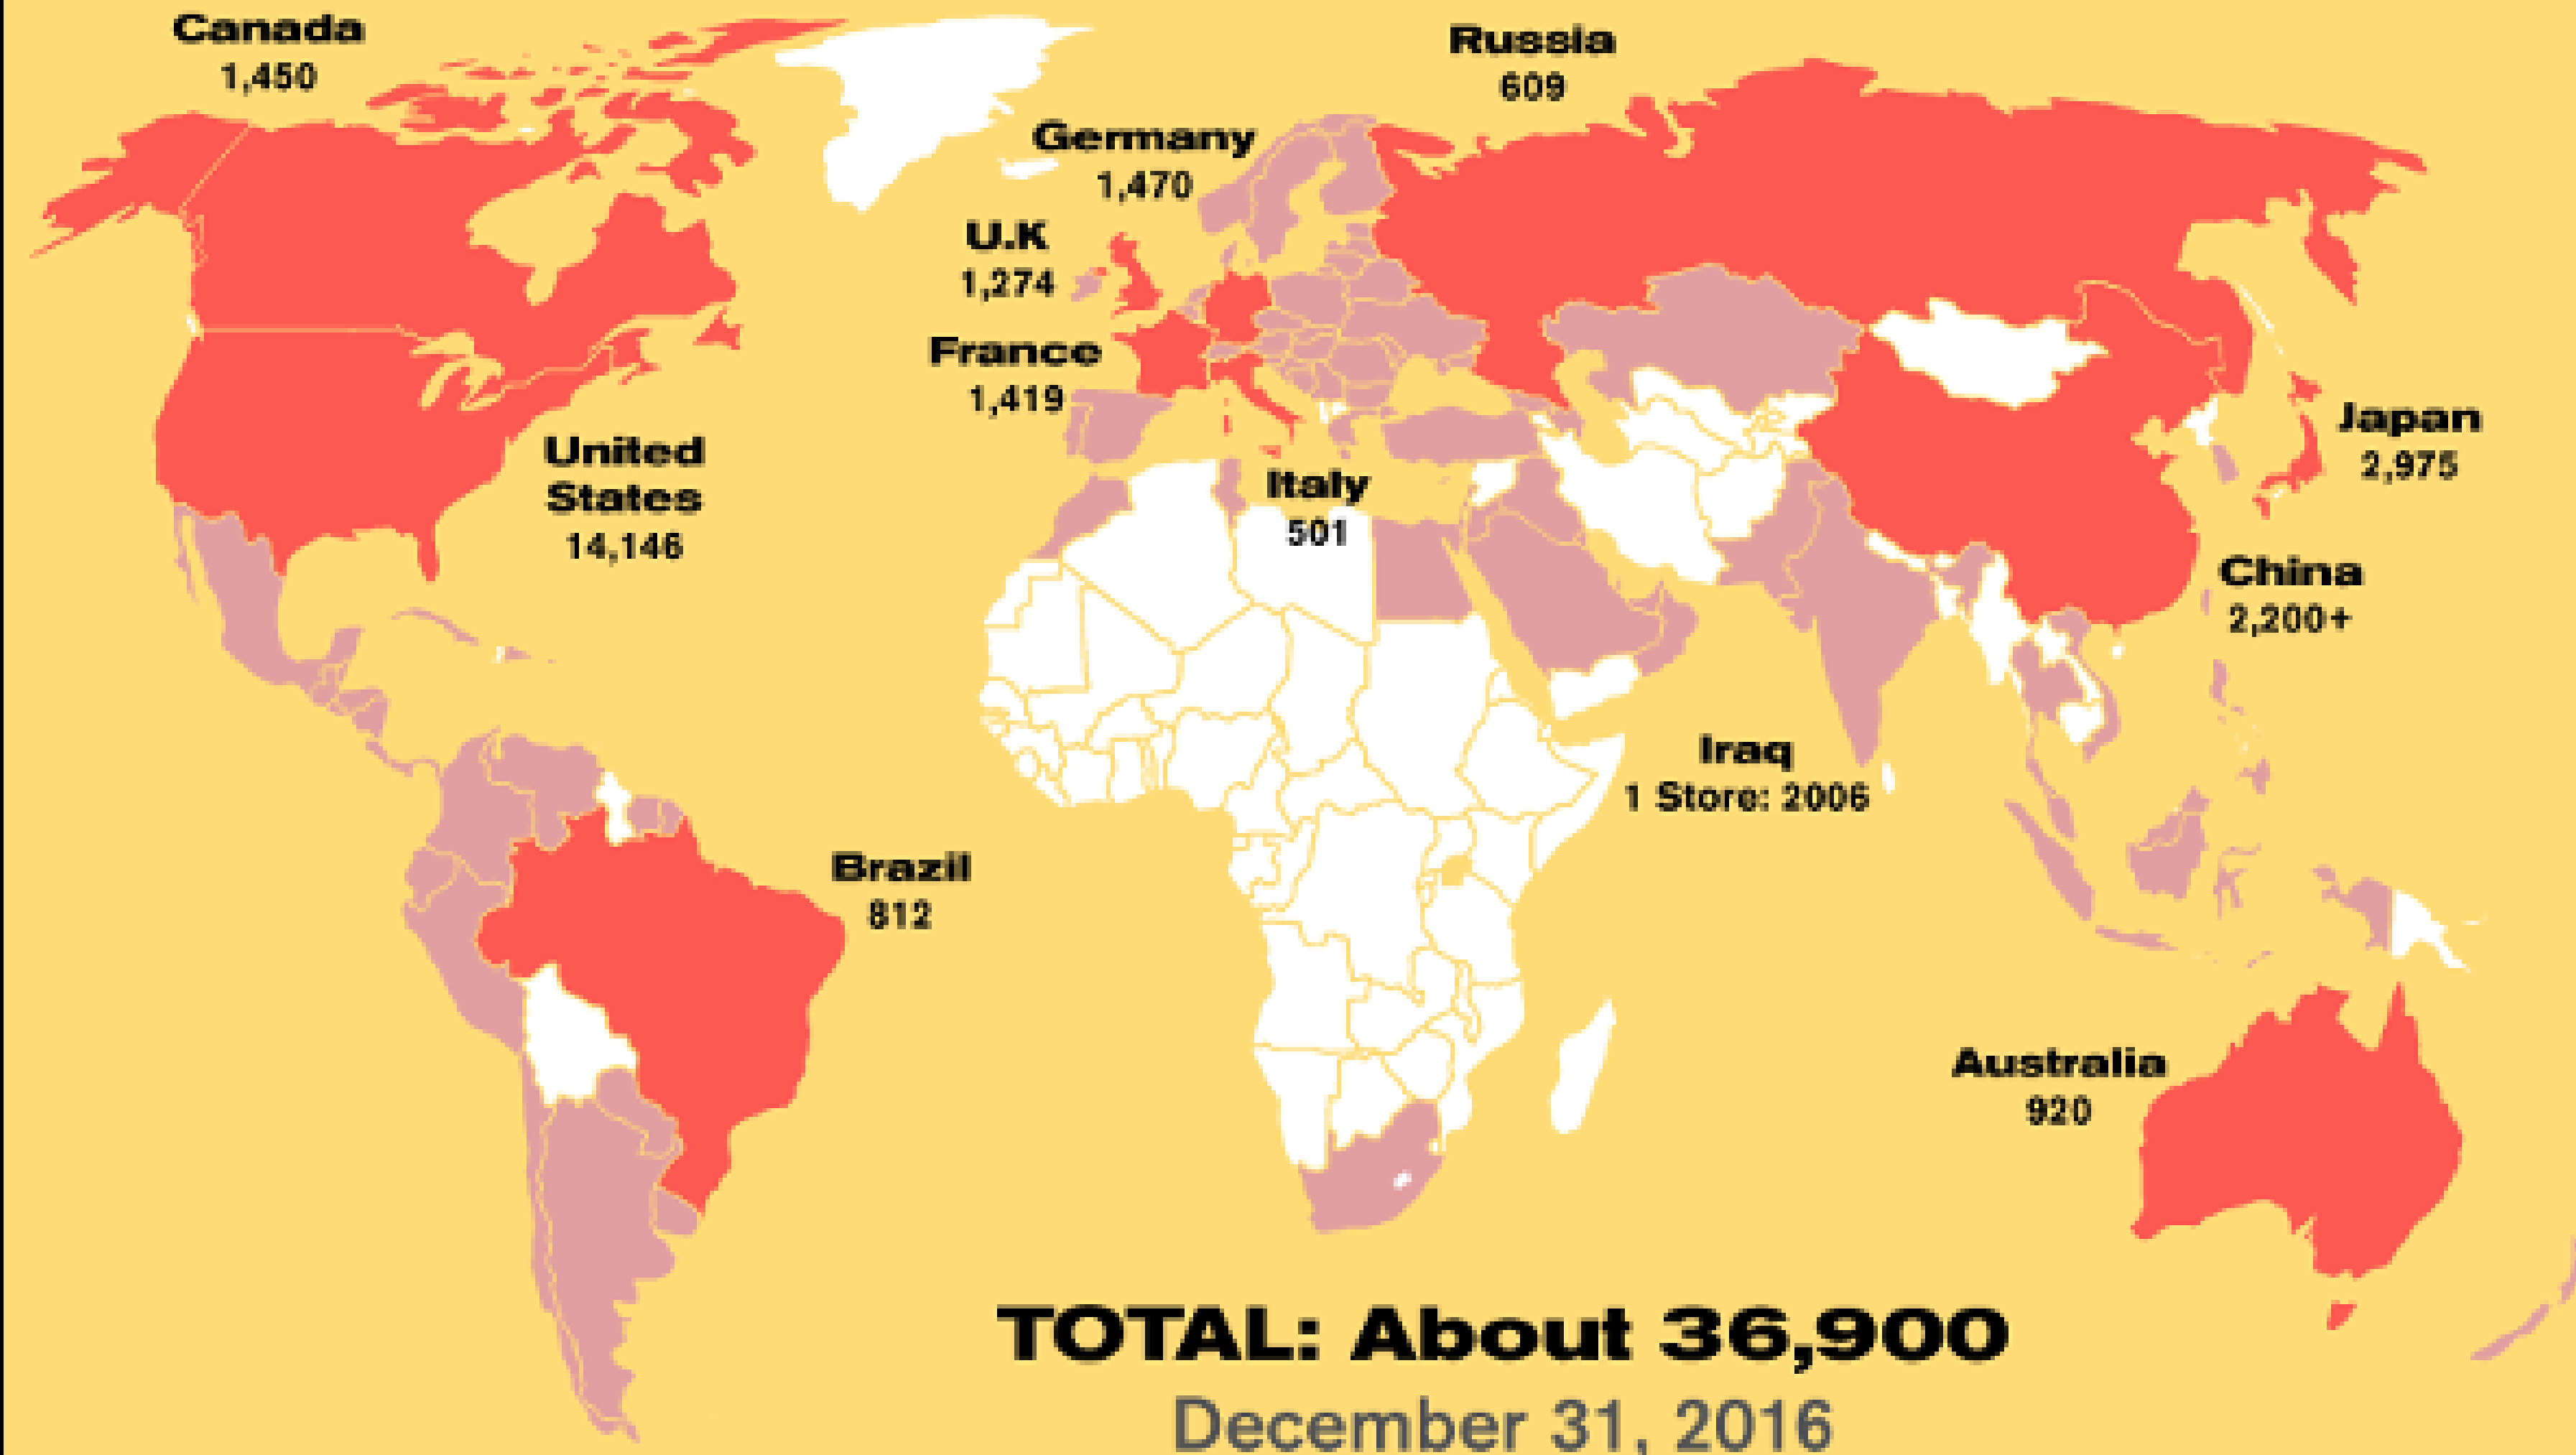 Canada
1,450
Russia
609
Germany
1,470
U.K
1,274
France
1,419
United
States
14,146
Italy
501
Japan
2,975
China
2,200+
Iraq
1 Store: 2006
Brazil
812
Australia
920
TOTAL: About 36,900
December 31, 2016